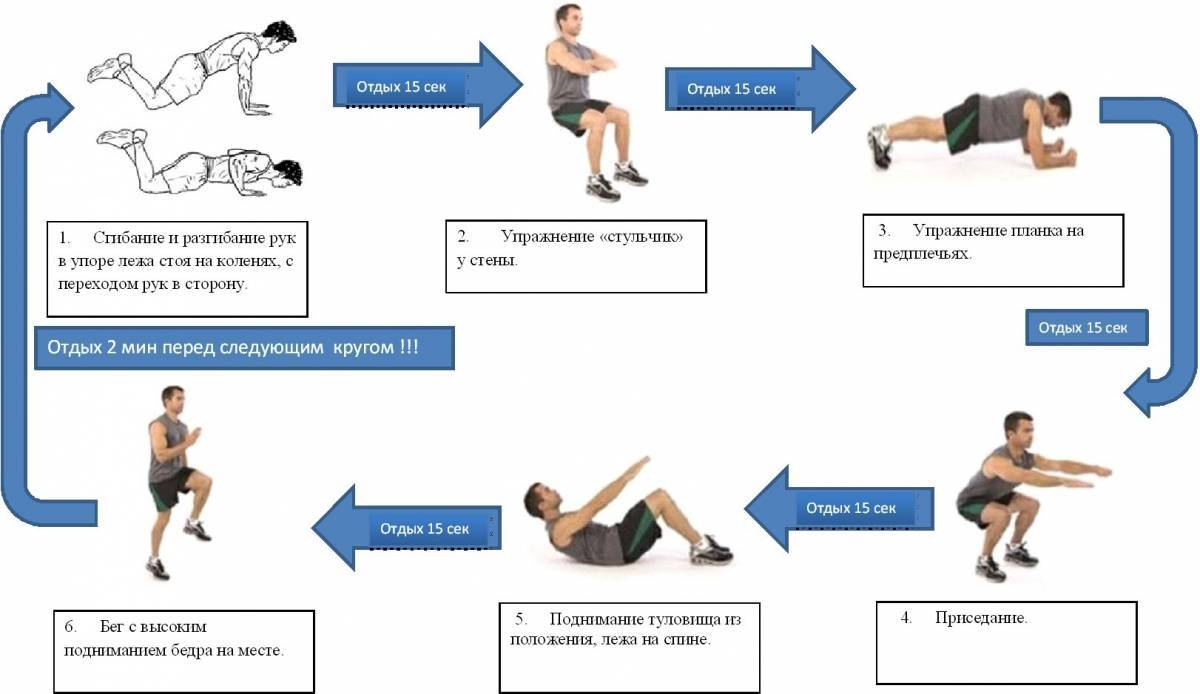 Отдых 15 сек
Отдых 15 сек
1. Сгибание и разгибание рук
в упоре лежа стоя на коленях, с
переходом рук в сторону.
2. Упражнение «стульчик»
у стены.
3. Упражнение планка на
предплечьях.
Отдых 15 сек
Отдых 2 мин перед следующим кругом !!!
Отдых 15 сек
Отдых 15 сек
6. Бег с высоким
подниманием бедра на месте.
5. Поднимание туловища из
положения, лежа на спине.
4. Приседание.